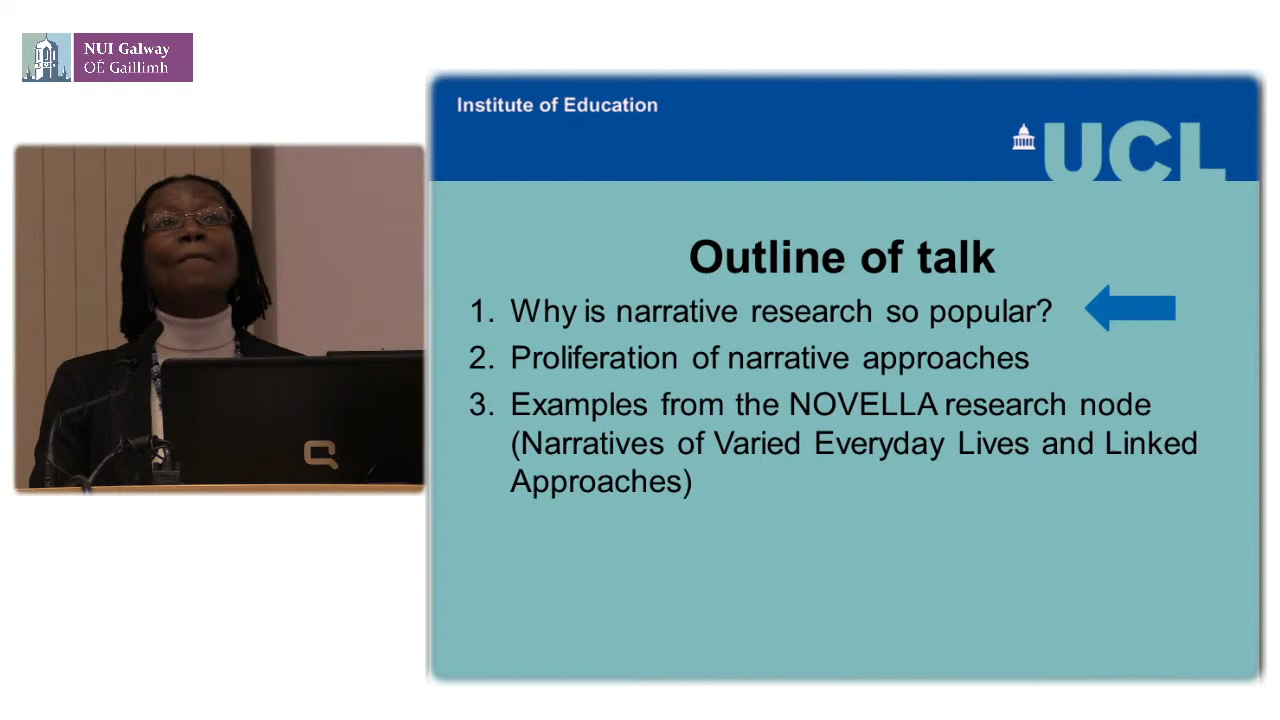 NUI Galway
OÉ Gaillimh
Institute of Education
UCL
Outline of talk
1. Why is narrative research so popular?
2. Proliferation of narrative approaches
3. Examples from the NOVELLA research node
(Narratives of Varied Everyday Lives and Linked
Approaches)